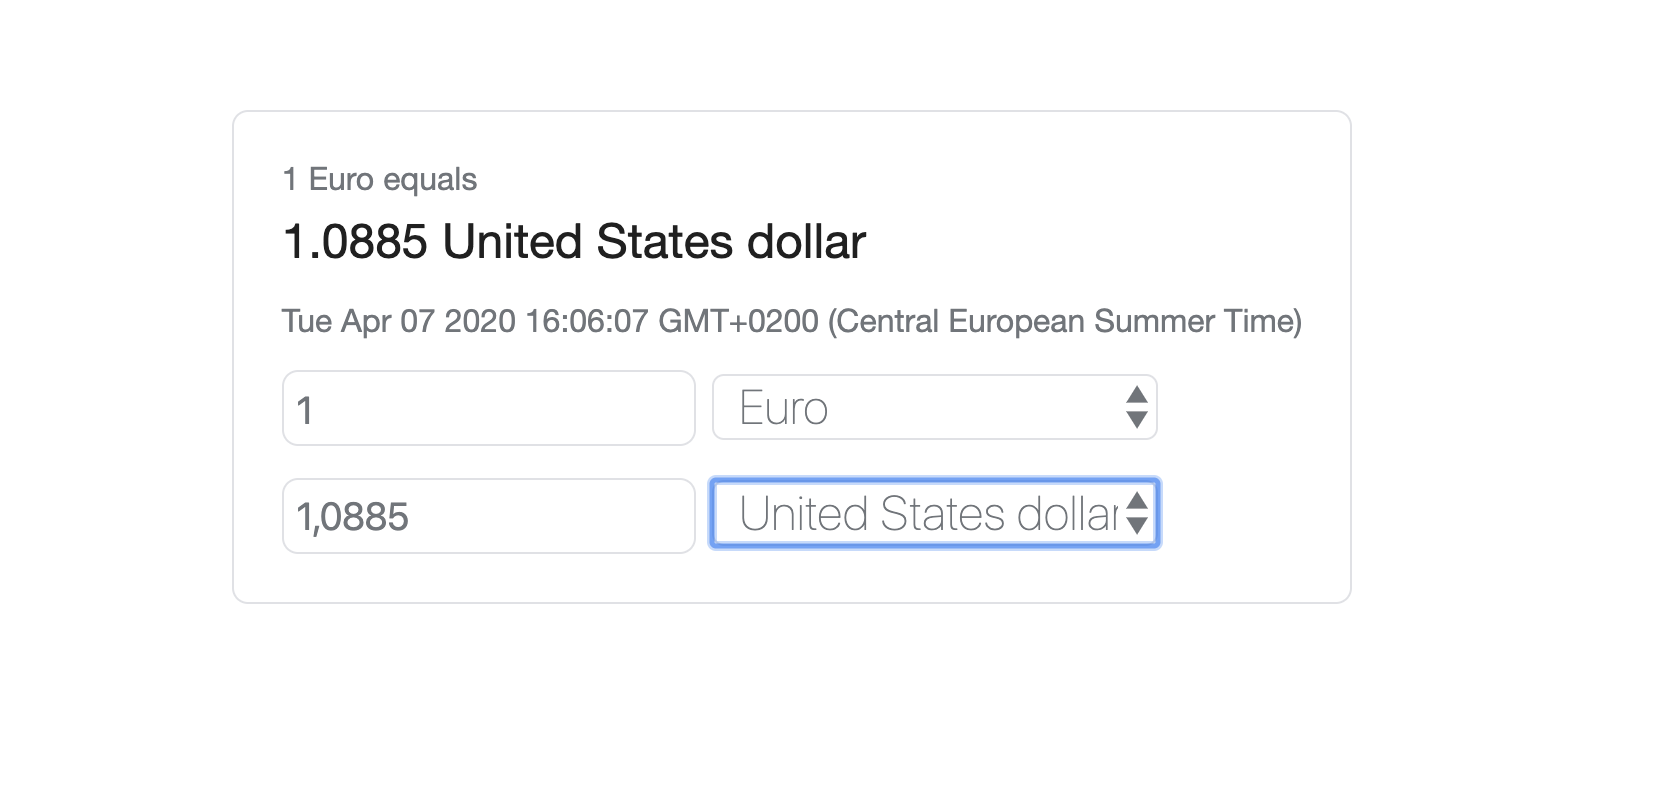 1 Euro equals
1.0885 United States dollar
Tue Apr 07 2020 16:06:07 GMT+0200 (Central European Summer Time)
1 Euro
1,0885 United States dollar